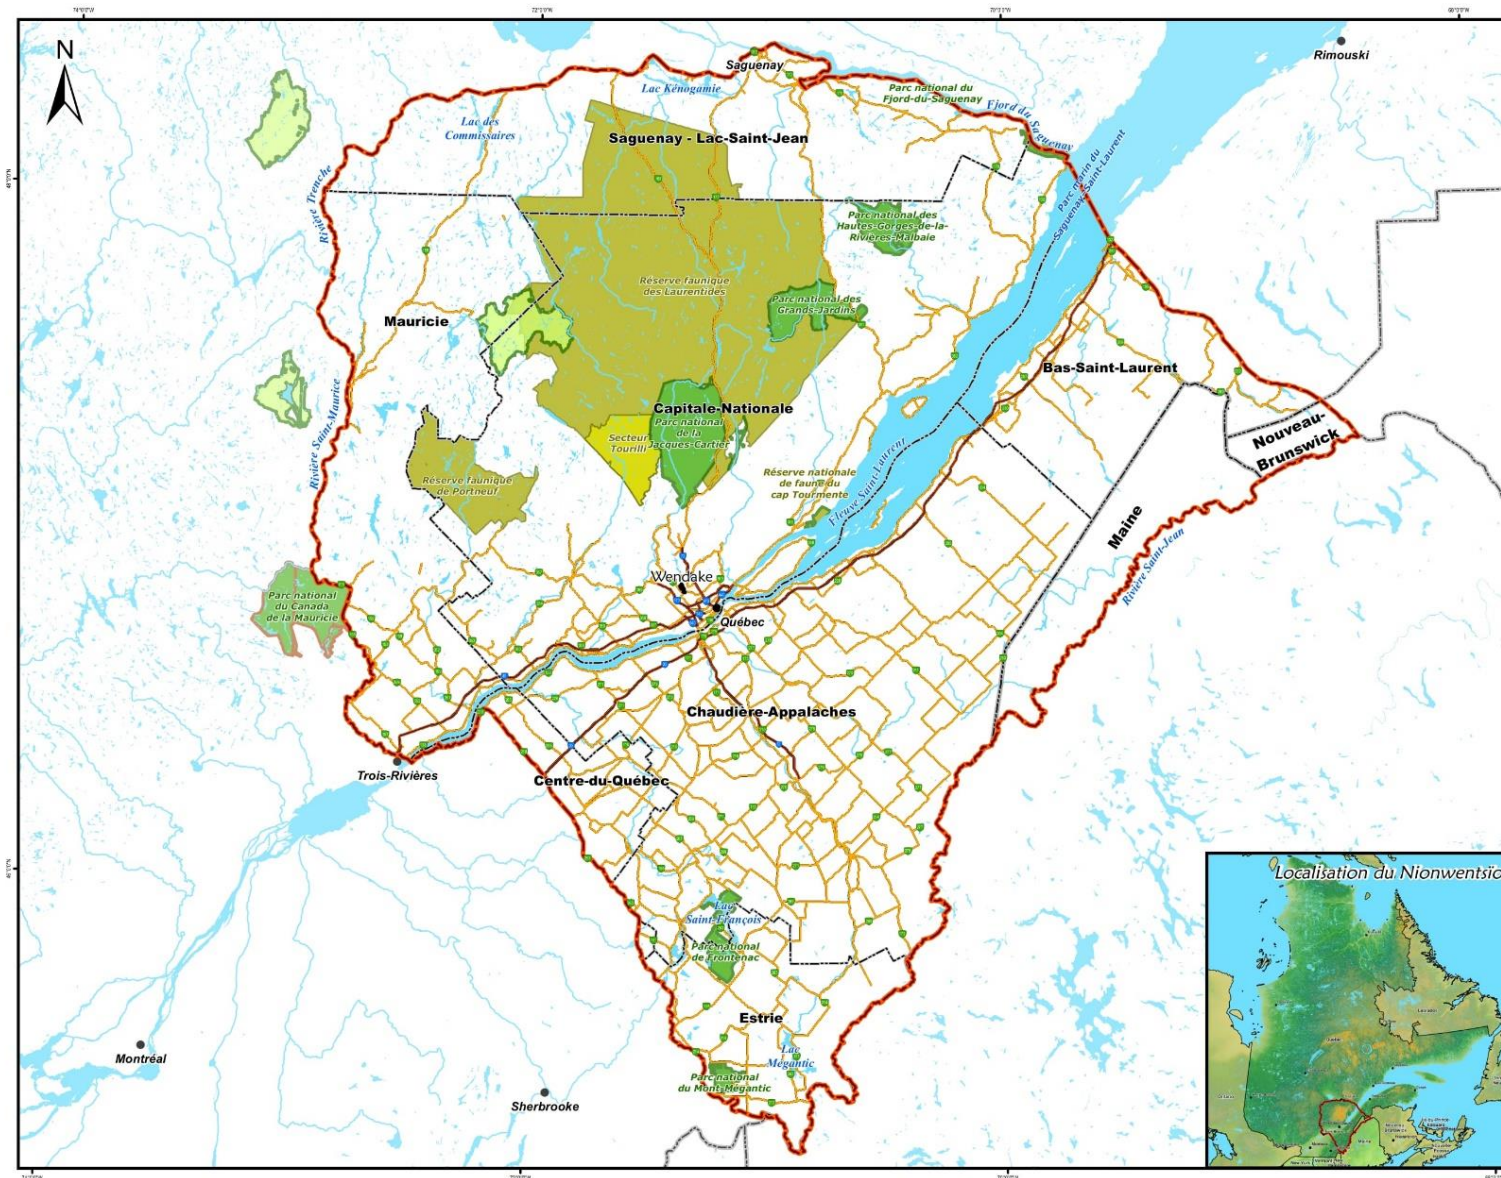 N
Rimouski
Saguenay
Lac Kénogamie
Parc national du
Fjord-du-Saguenay
Fjord du Saguenay
Lac des
Commissaires
Saguenay - Lac-Saint-Jean
Parc marin du
Saguenay-Saint-Laurent
Rivière Trenche
Parc national des
Hautes-Gorges-de-la-
Rivières-Malbaie
Réserve faunique
des Laurentides
Parc national des
Grands-Jardins
Mauricie
Bas-Saint-Laurent
Capitale-Nationale
Parc national
de la
Jacques-Cartier
Secteur
Tourilli
Nouveau-
Brunswick
Rivière Saint-Maurice
Réserve faunique
de Portneuf
Réserve nationale
de faune du
cap Tourmente
Fleuve Saint-Laurent
Maine
Rivière Saint-Jean
Wendake
Parc national
du Canada
de la Mauricie
Québec
Chaudière-Appalaches
Trois-Rivières
Centre-du-Québec
Localisation du Nionwentsïo
Lac
Saint-François
Parc national
de Frontenac
Estrie
Lac
Mégantic
Montréal
Parc national
du Mont-Mégantic
Sherbrooke